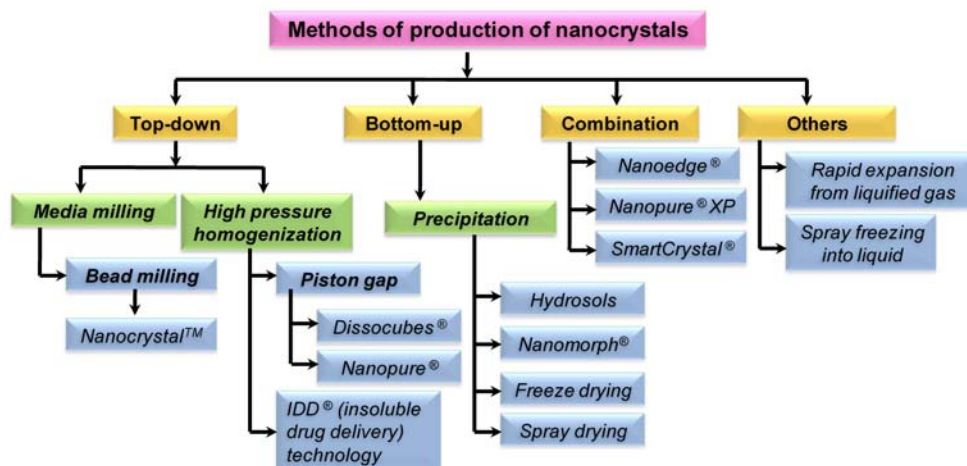 Methods of production of nanocrystals
Top-down
Bottom-up
Combination
Others
Media milling
High pressure
homogenization
Bead milling
Nanocrystal™
Piston gap
Dissocubes ®
Nanopure ®
IDD ® (insoluble
drug delivery)
technology
Precipitation
Hydrosols
Nanomorph®
Freeze drying
Spray drying
Nanoedge ®
Nanopure ® XP
SmartCrystal ®
Rapid expansion
from liquified gas
Spray freezing
into liquid